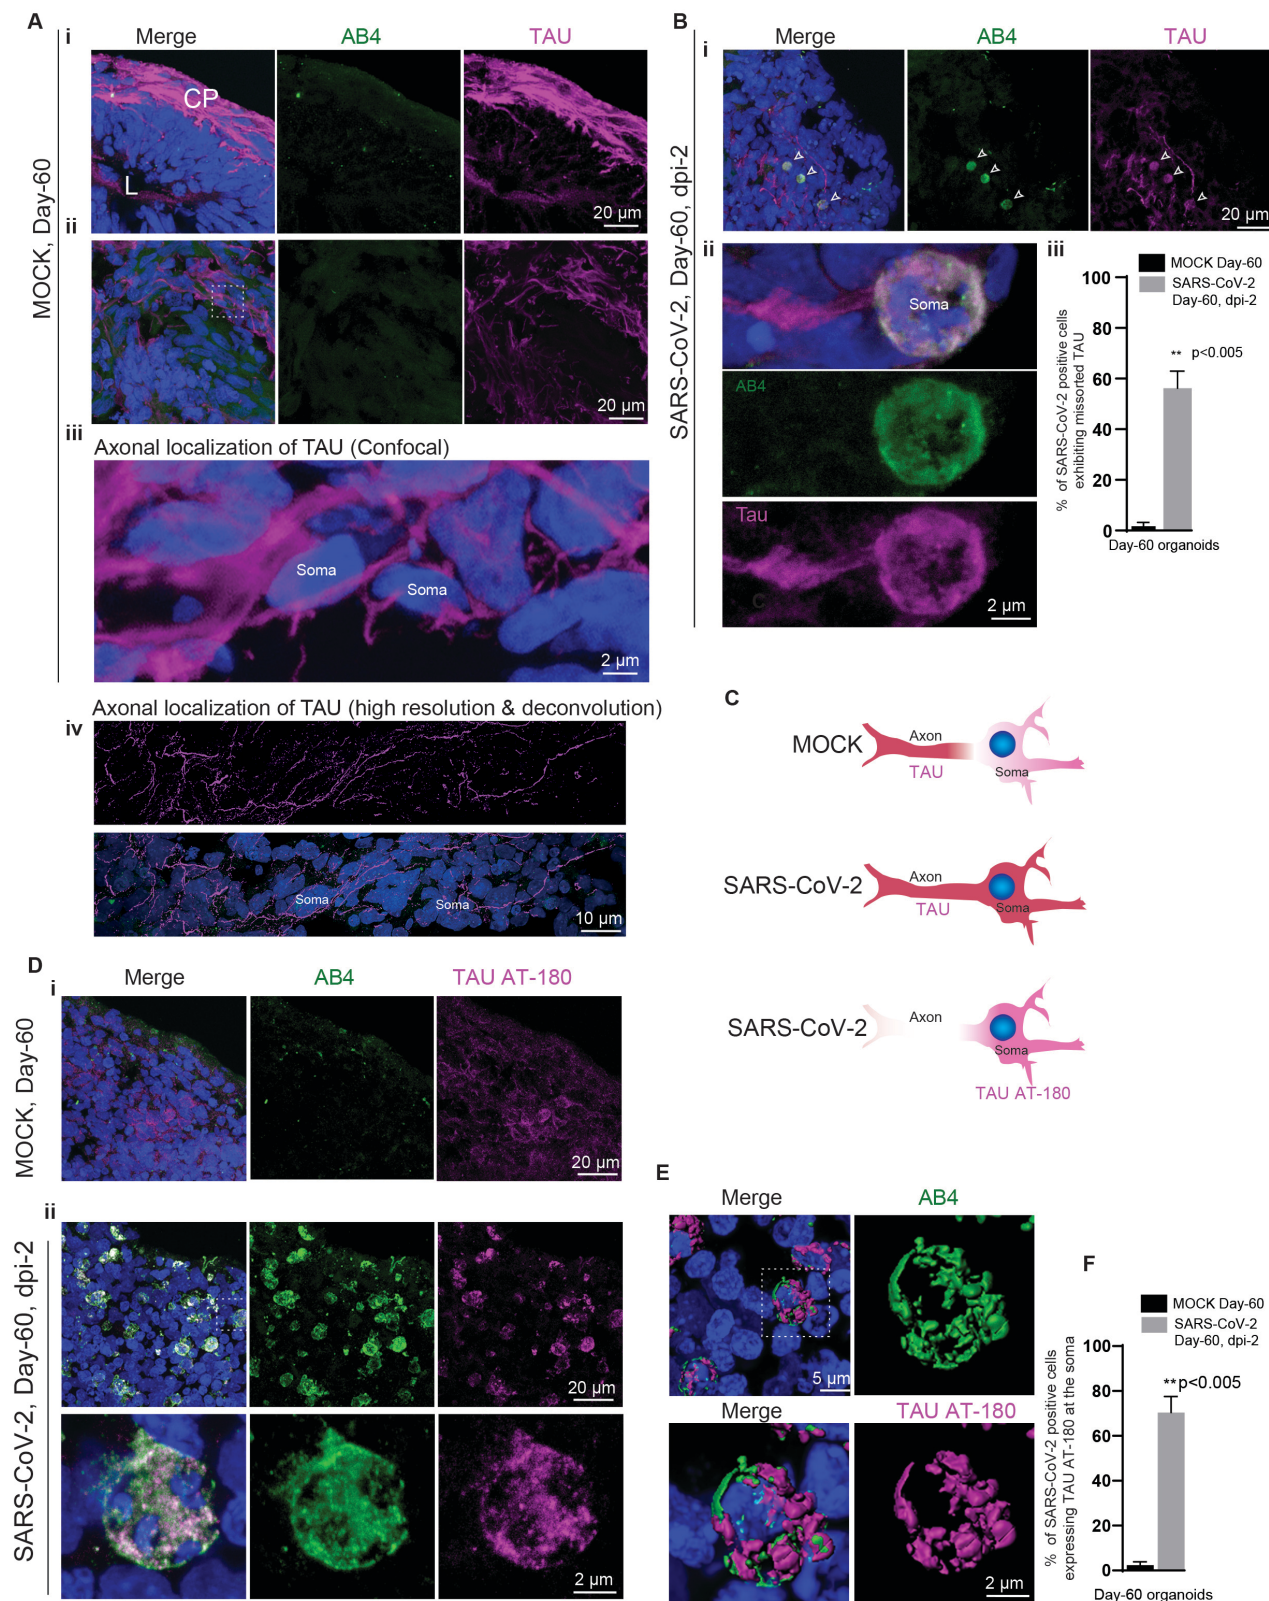 A
i
Merge
AB4
TAU
CP
L
20 µm
MOCK, Day-60
ii
20 µm
iii
Axonal localization of TAU (Confocal)
Soma
Soma
2 µm
Axonal localization of TAU (high resolution & deconvolution)
iv
Soma
Soma
10 µm
B
i
Merge
AB4
TAU
20 µm
SARS-CoV-2, Day-60, dpi-2
ii
Soma
AB4
Tau
C
2 µm
iii
MOCK Day-60
SARS-CoV-2
Day-60, dpi-2
% of SARS-CoV-2 positive cells
exhibiting missorted TAU
100
80
60
40
20
0
** p<0.005
Day-60 organoids
C
MOCK
Axon
TAU
Soma
SARS-CoV-2
Axon
TAU
Soma
SARS-CoV-2
Axon
Soma
TAU AT-180
D
i
Merge
AB4
TAU AT-180
MOCK, Day-60
20 µm
ii
SARS-CoV-2, Day-60, dpi-2
20 µm
2 µm
E
Merge
AB4
5 µm
Merge
TAU AT-180
2 µm
F
MOCK Day-60
SARS-CoV-2
Day-60, dpi-2
% of SARS-CoV-2 positive cells
expressing TAU AT-180 at the soma
100
80
60
40
20
0
**p<0.005
Day-60 organoids